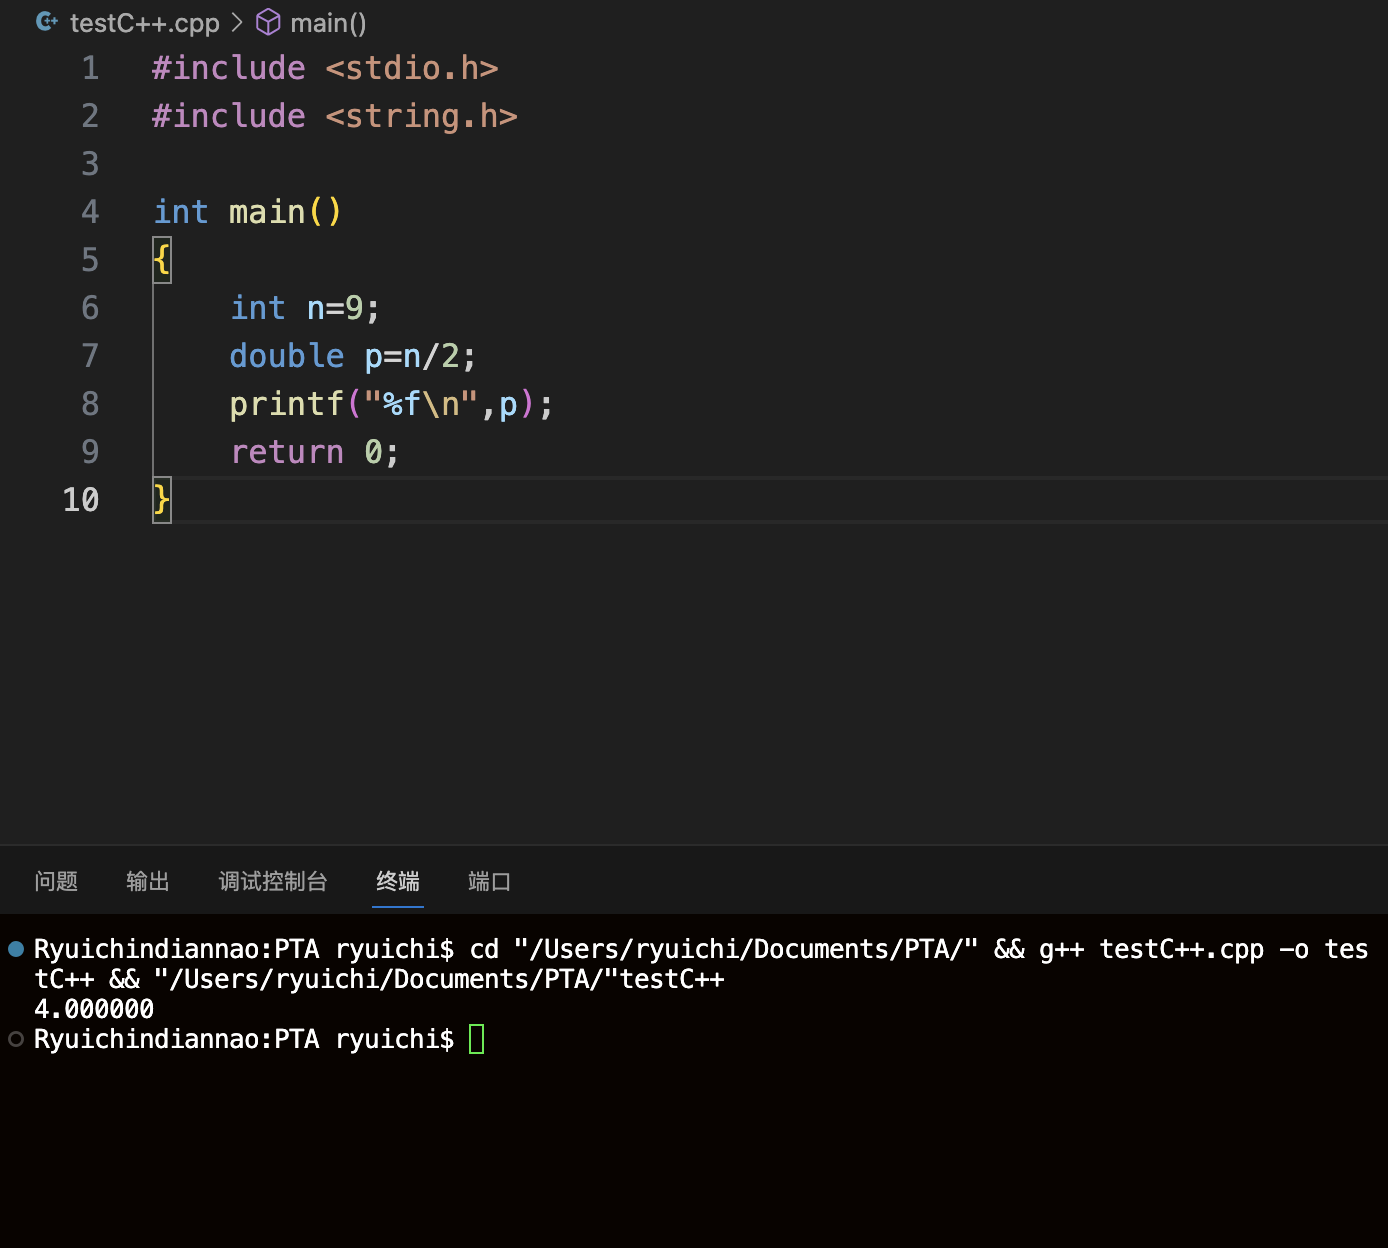 testC++.cpp > main()
1 #include <stdio.h>
2 #include <string.h>
3
4 int main()
5 {
6     int n=9;
7     double p=n/2;
8     printf("%f\n",p);
9     return 0;
10 }
问题 输出 调试控制台 终端 端口
Ryuichindiannao:PTA ryuichi$ cd "/Users/ryuichi/Documents/PTA/" && g++ testC++.cpp -o tes
tC++ && "/Users/ryuichi/Documents/PTA/"testC++
4.000000
Ryuichindiannao:PTA ryuichi$